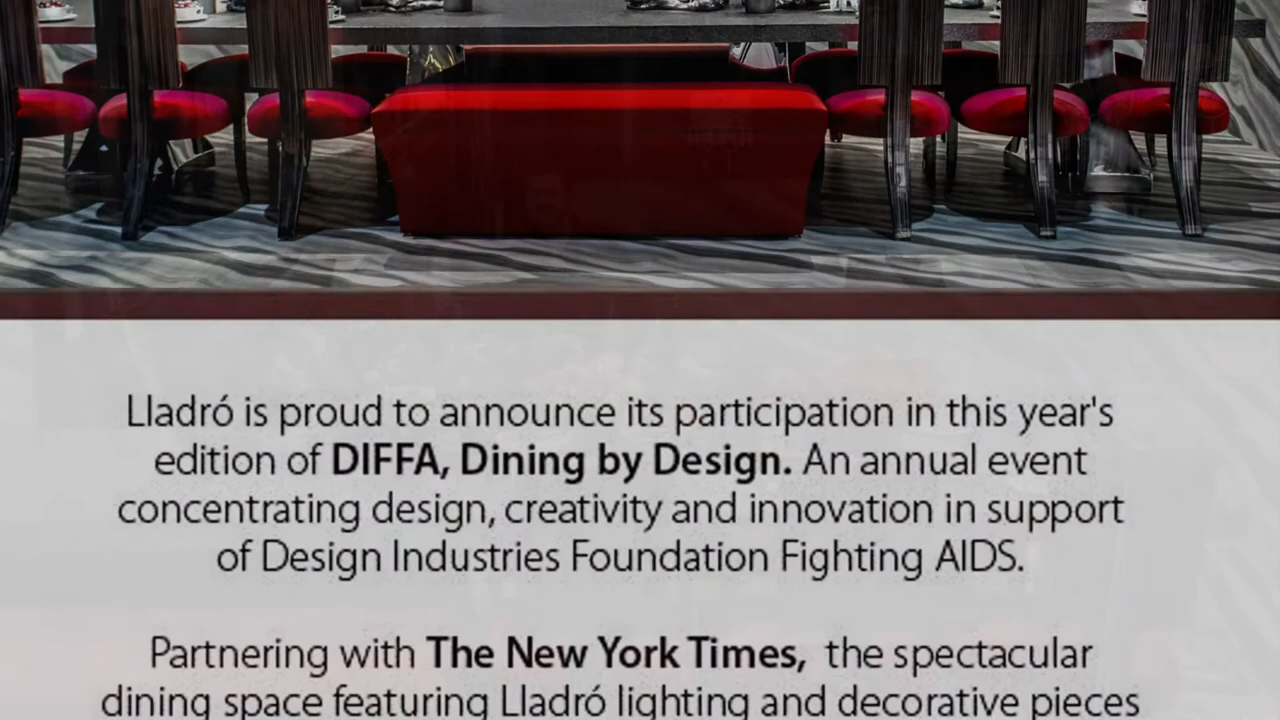 Lladró is proud to announce its participation in this year's
edition of DIFFA, Dining by Design. An annual event
concentrating design, creativity and innovation in support
of Design Industries Foundation Fighting AIDS.
Partnering with The New York Times, the spectacular
dining space featuring Lladró lighting and decorative pieces